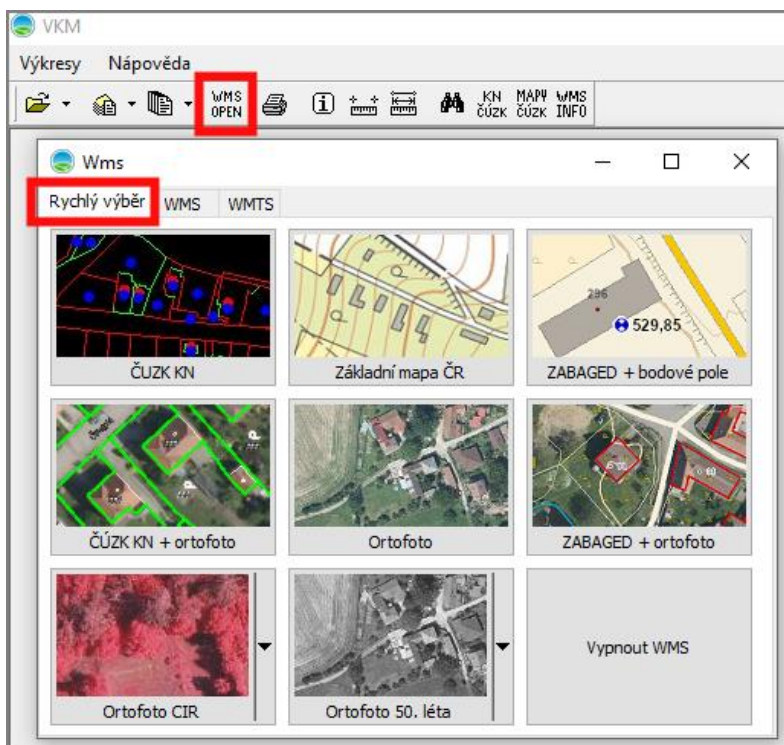 VKM
Výkresy Nápověda
WMS OPEN KN ČÚZK MAPY ČÚZK WMS INFO
Wms
Rychlý výběr WMS WMTS
296
529,85
ČUZK KN Základní mapa ČR ZABAGED + bodové pole
ČÚZK KN + ortofoto Ortofoto ZABAGED + ortofoto
Vypnout WMS
Ortofoto CIR Ortofoto 50. léta